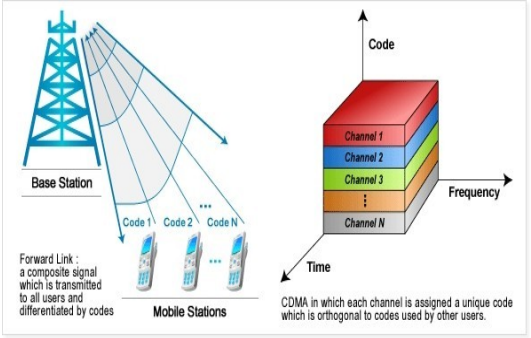 Base Station
Code 1 Code 2 Code N
...
...
Forward Link :
a composite signal
which is transmitted
to all users and
differentiated by codes
Mobile Stations
Code
Channel 1
Channel 2
Channel 3
⋮
Channel N
Frequency
Time
CDMA in which each channel is assigned a unique code
which is orthogonal to codes used by other users.